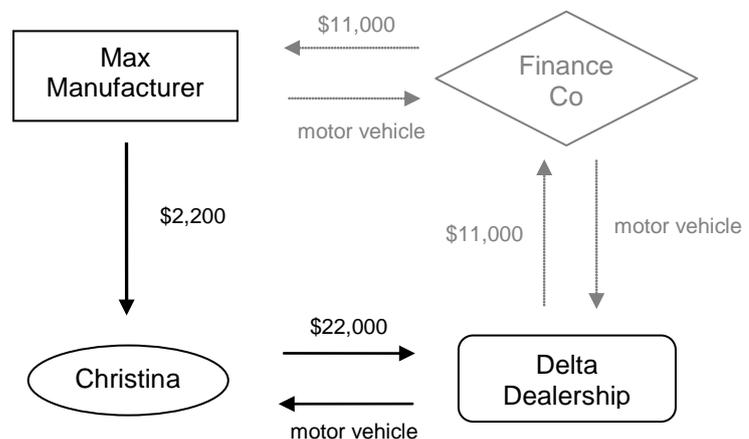 $11,000
Max
Manufacturer
Finance
Co
motor vehicle
$2,200
$11,000
motor vehicle
$22,000
Christina
Delta
Dealership
motor vehicle